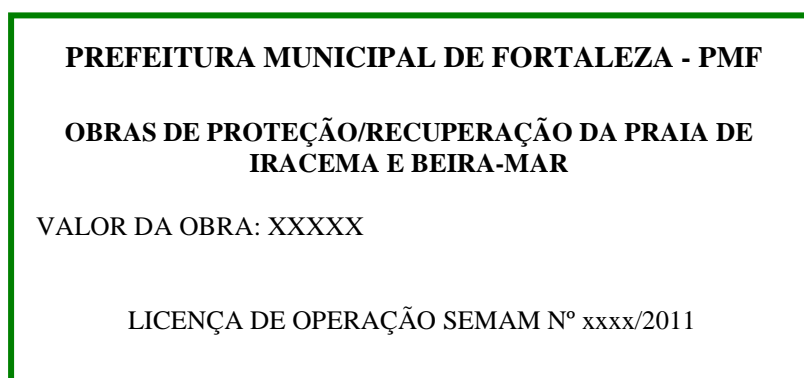 PREFEITURA MUNICIPAL DE FORTALEZA - PMF
OBRAS DE PROTEÇÃO/RECUPERAÇÃO DA PRAIA DE
IRACEMA E BEIRA-MAR
VALOR DA OBRA: XXXXX
LICENÇA DE OPERAÇÃO SEMAM Nº xxxx/2011